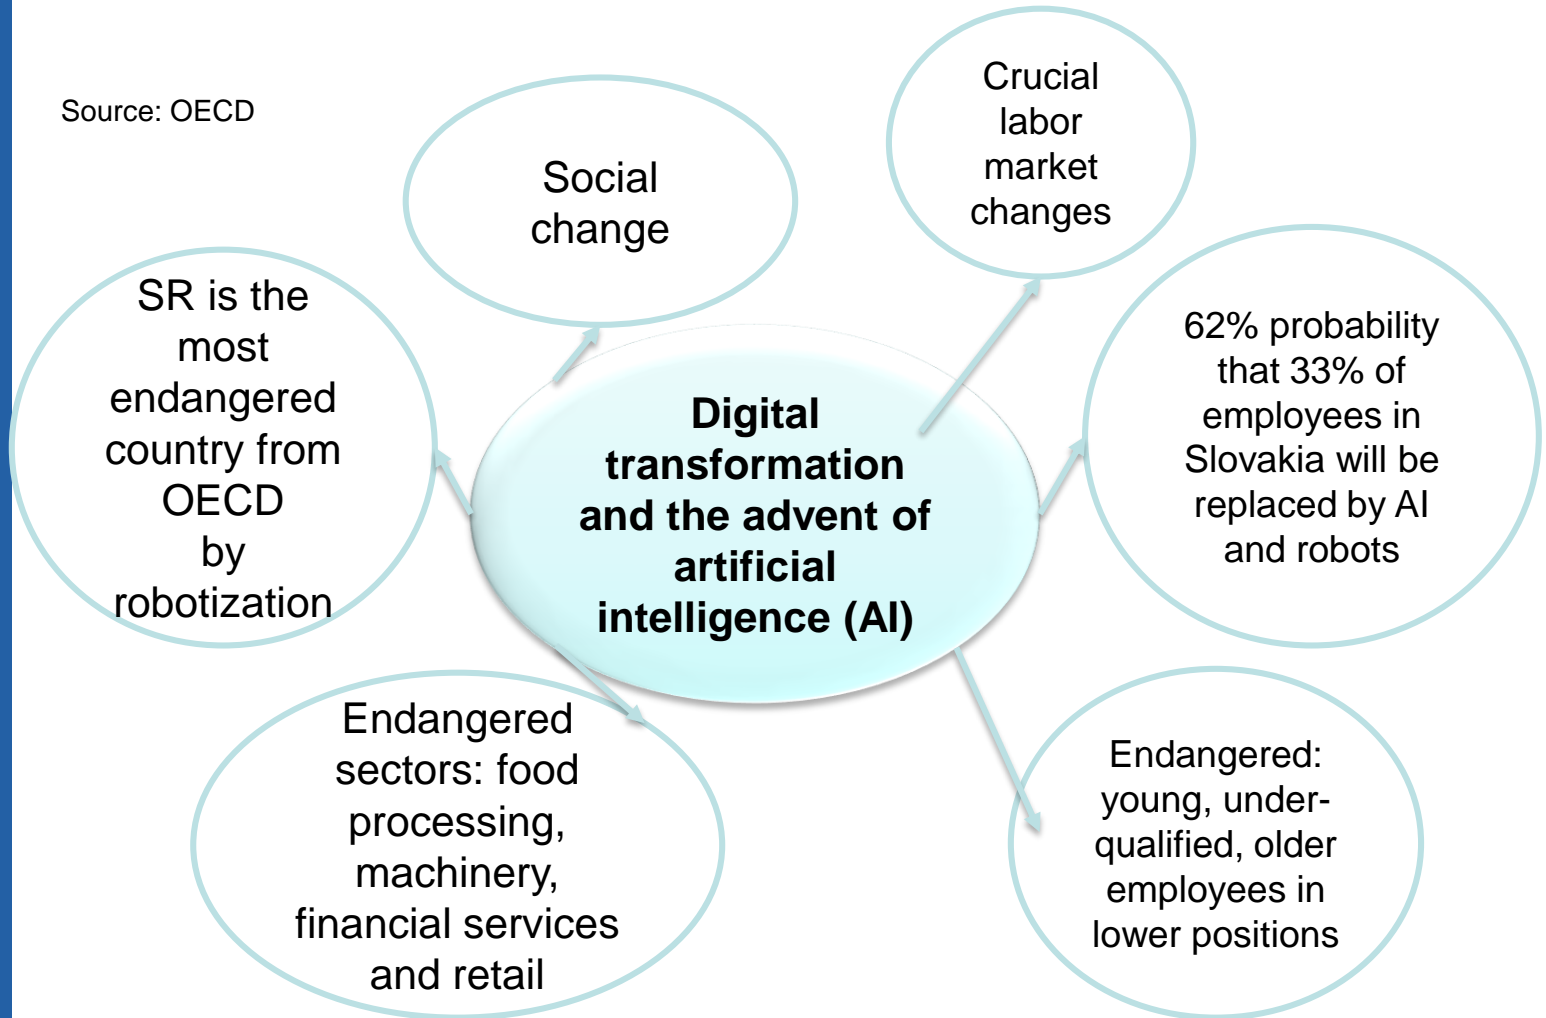 Source: OECD
Social
change
Crucial
labor
market
changes
SR is the
most
endangered
country from
OECD
by
robotization
62% probability
that 33% of
employees in
Slovakia will be
replaced by AI
and robots
Digital
transformation
and the advent of
artificial
intelligence (AI)
Endangered
sectors: food
processing,
machinery,
financial services
and retail
Endangered:
young, under-
qualified, older
employees in
lower positions